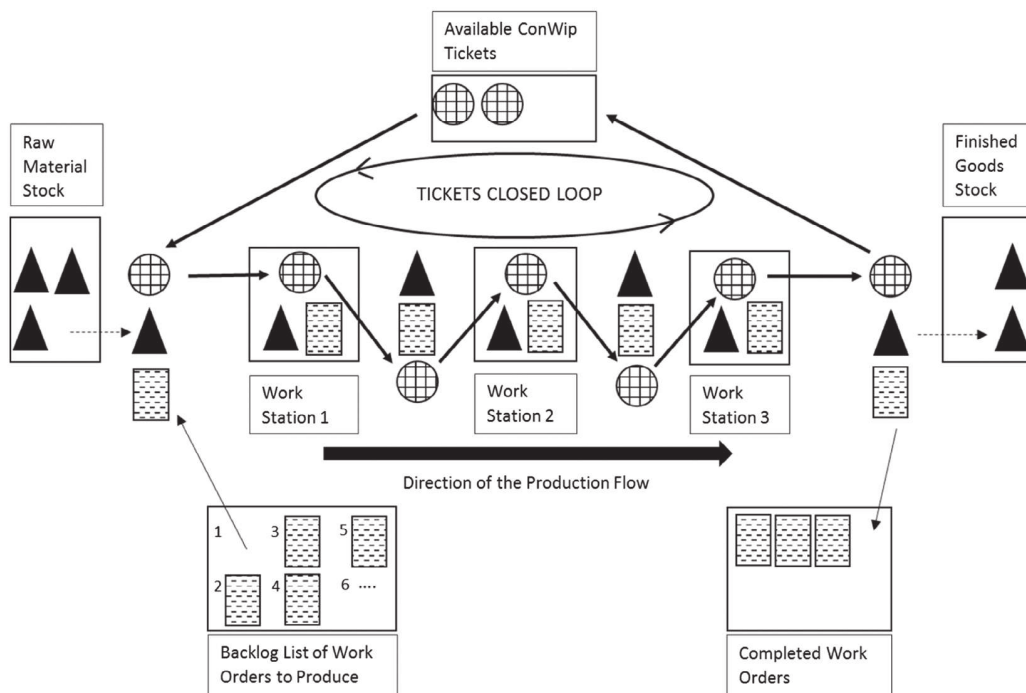 Available ConWip
Tickets
Raw
Material
Stock
Finished
Goods
Stock
TICKETS CLOSED LOOP
Work
Station 1
Work
Station 2
Work
Station 3
Direction of the Production Flow
1
3
5
2
4
6 ....
Backlog List of Work
Orders to Produce
Completed Work
Orders